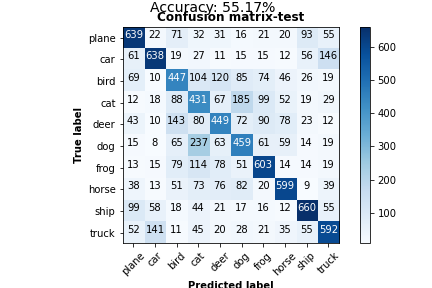 Accuracy: 55.17%
Confusion matrix-test
plane 639 22 71 32 31 16 21 20 93 55
car 61 638 19 27 11 15 15 12 56 146
bird 69 10 447 104 120 85 74 46 26 19
cat 12 18 88 431 67 185 99 52 19 29
deer 43 10 143 80 449 72 90 78 23 12
dog 15 8 65 237 63 459 61 59 14 19
frog 13 15 79 114 78 51 603 14 14 19
horse 38 13 51 73 76 82 20 599 9 39
ship 99 58 18 44 21 17 16 12 660 55
truck 52 141 11 45 20 28 21 35 55 592
plane car bird cat deer dog frog horse ship truck
True label
Predicted label
600
500
400
300
200
100